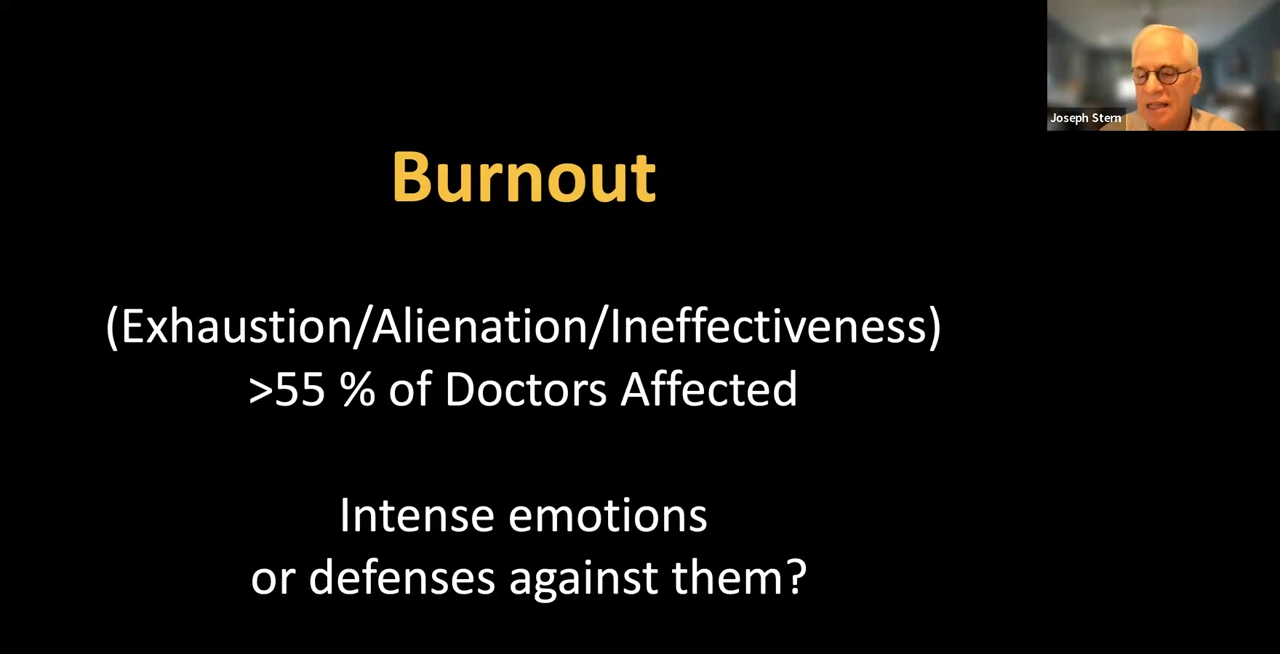 Burnout
(Exhaustion/Alienation/Ineffectiveness)
>55 % of Doctors Affected
Intense emotions
or defenses against them?
Joseph Stern